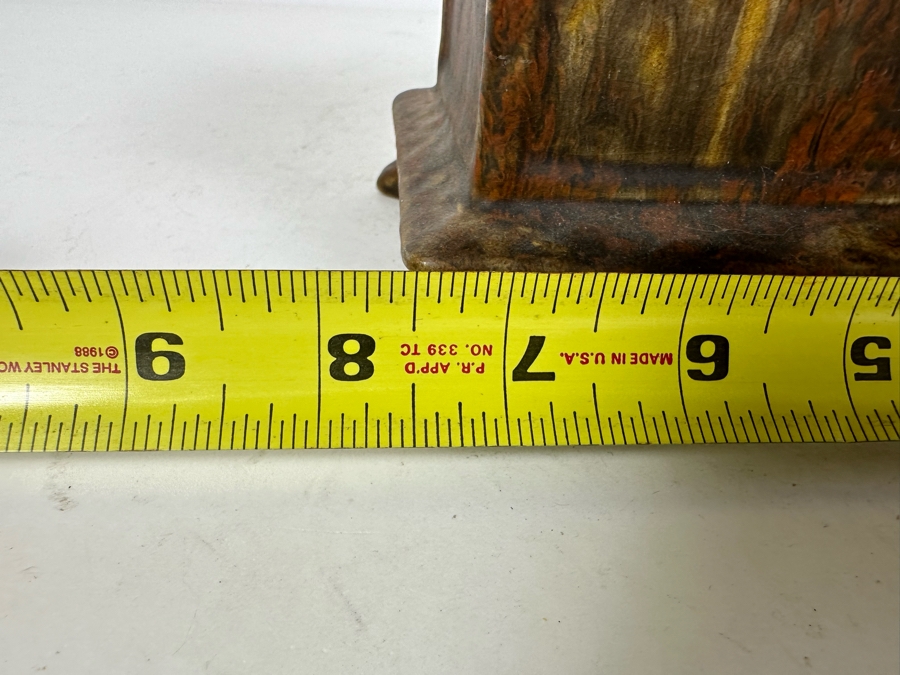 THE STANLEY WO
©1988
9
8
P.R. APP'D
NO. 339 TC
7
MADE IN U.S.A.
6
5